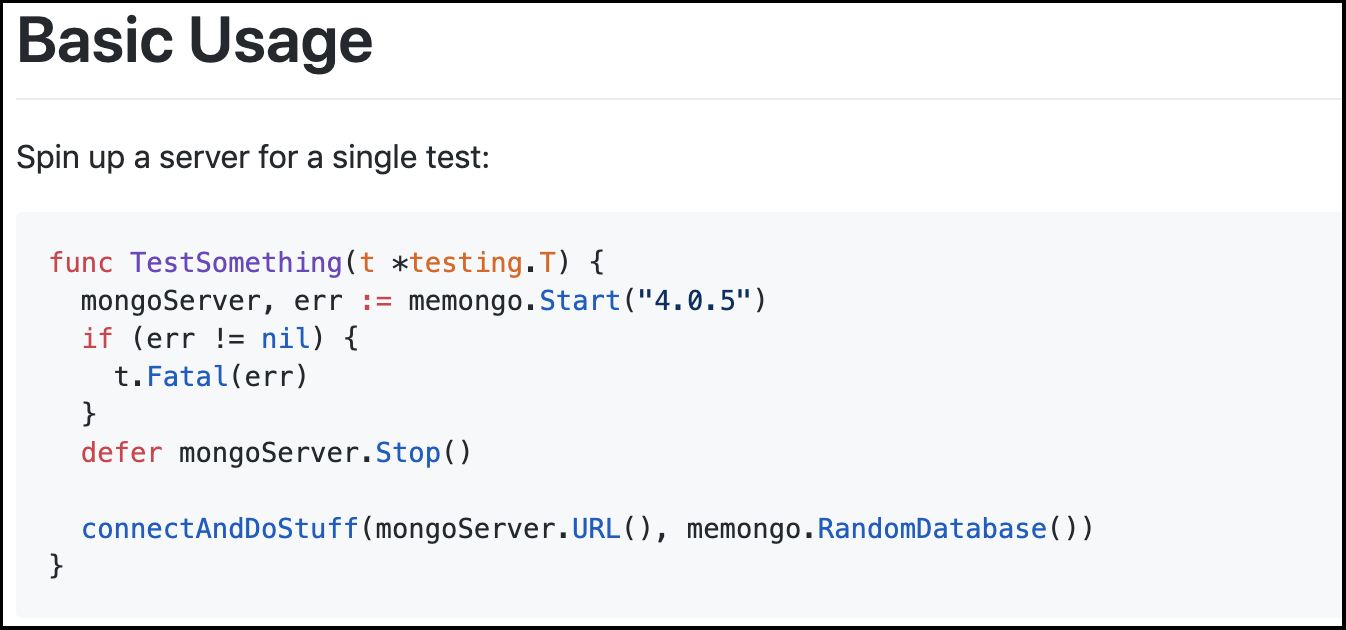 Basic Usage
Spin up a server for a single test:
func TestSomething(t *testing.T) {
  mongoServer, err := memongo.Start("4.0.5")
  if (err != nil) {
    t.Fatal(err)
  }
  defer mongoServer.Stop()

  connectAndDoStuff(mongoServer.URL(), memongo.RandomDatabase())
}